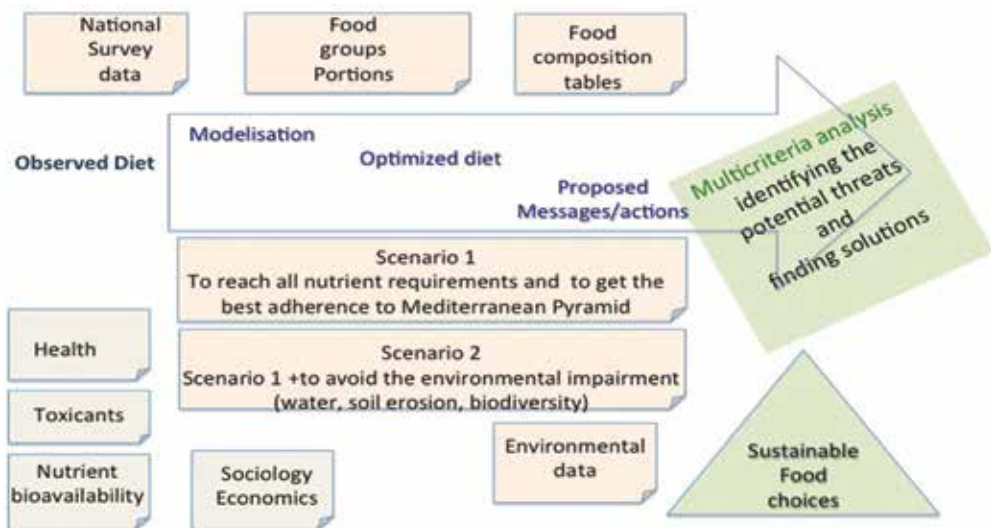 National
Survey
data
Food
groups
Portions
Food
composition
tables
Observed Diet
Modelisation
Optimized diet
Proposed
Messages/actions
Multicriteria analysis
identifying the
potential threats
and
finding solutions
Scenario 1
To reach all nutrient requirements and to get the
best adherence to Mediterranean Pyramid
Scenario 2
Scenario 1 +to avoid the environmental impairment
(water, soil erosion, biodiversity)
Health
Toxicants
Nutrient
bioavailability
Sociology
Economics
Environmental
data
Sustainable
Food
choices